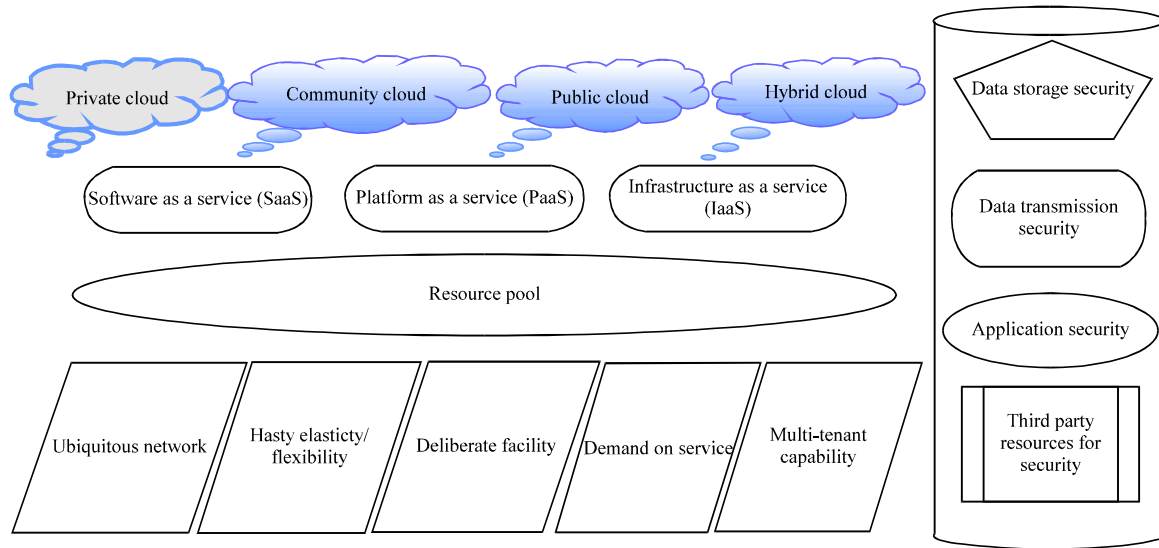 Private cloud
Community cloud
Public cloud
Hybrid cloud
Software as a service (SaaS)
Platform as a service (PaaS)
Infrastructure as a service
(IaaS)
Resource pool
Ubiquitous network
Hasty elasticty/
flexibility
Deliberate facility
Demand on service
Multi-tenant
capability
Data storage security
Data transmission
security
Application security
Third party
resources for
security